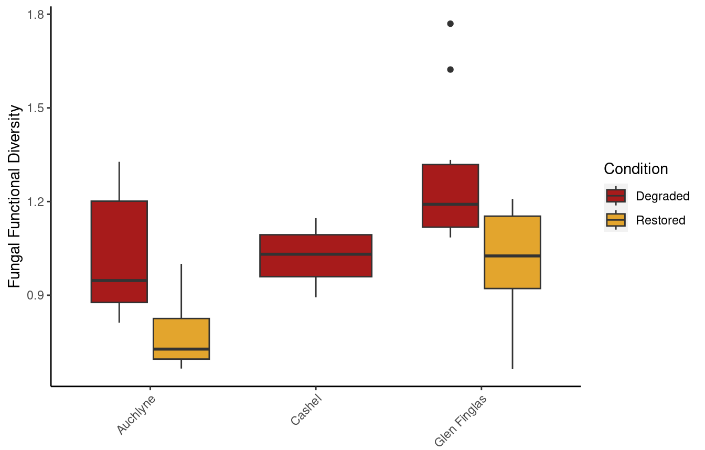 Fungal Functional Diversity
1.8
1.5
1.2
0.9
Auchlyne
Cashel
Glen Finglas
Condition
Degraded
Restored